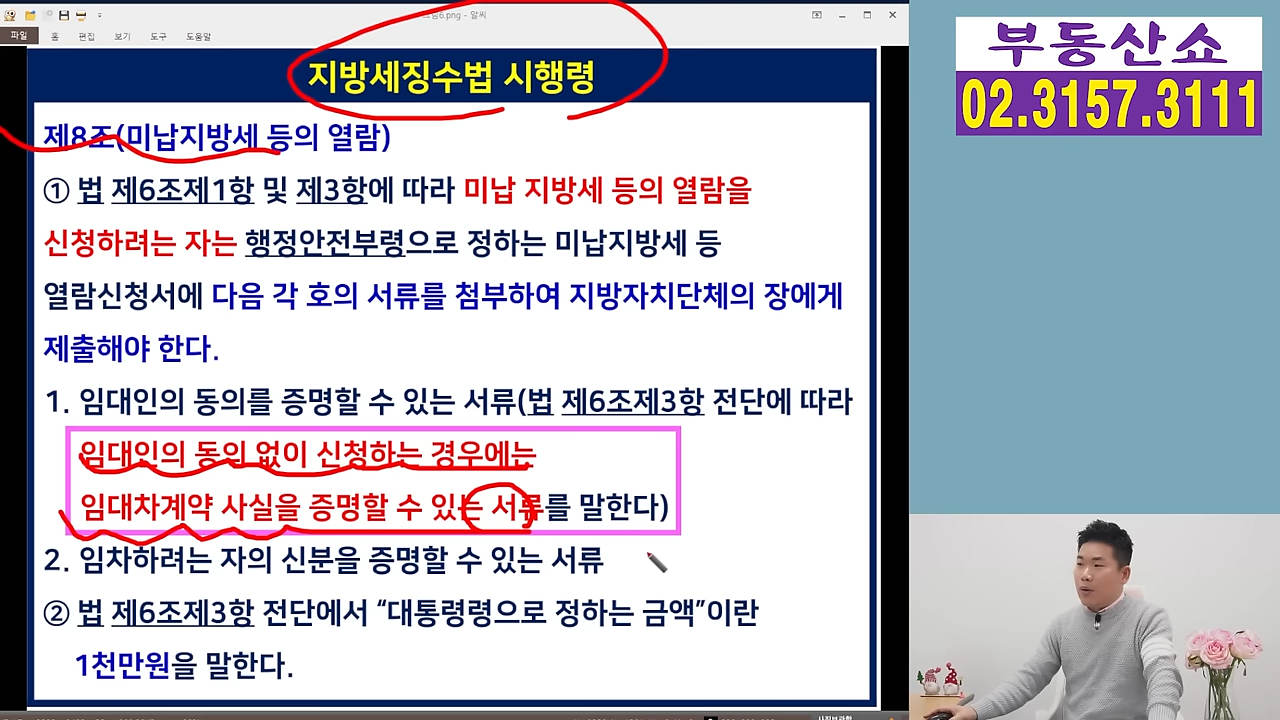 그림6.png - 알씨
파일 홈 편집 보기 도구 도움말
지방세징수법 시행령
제8조(미납지방세 등의 열람)
① 법 제6조제1항 및 제3항에 따라 미납 지방세 등의 열람을
신청하려는 자는 행정안전부령으로 정하는 미납지방세 등
열람신청서에 다음 각 호의 서류를 첨부하여 지방자치단체의 장에게
제출해야 한다.
1. 임대인의 동의를 증명할 수 있는 서류(법 제6조제3항 전단에 따라
임대인의 동의 없이 신청하는 경우에는
임대차계약 사실을 증명할 수 있는 서류를 말한다)
2. 임차하려는 자의 신분을 증명할 수 있는 서류
② 법 제6조제3항 전단에서 “대통령령으로 정하는 금액”이란
1천만원을 말한다.
부동산쇼
02.3157.3111